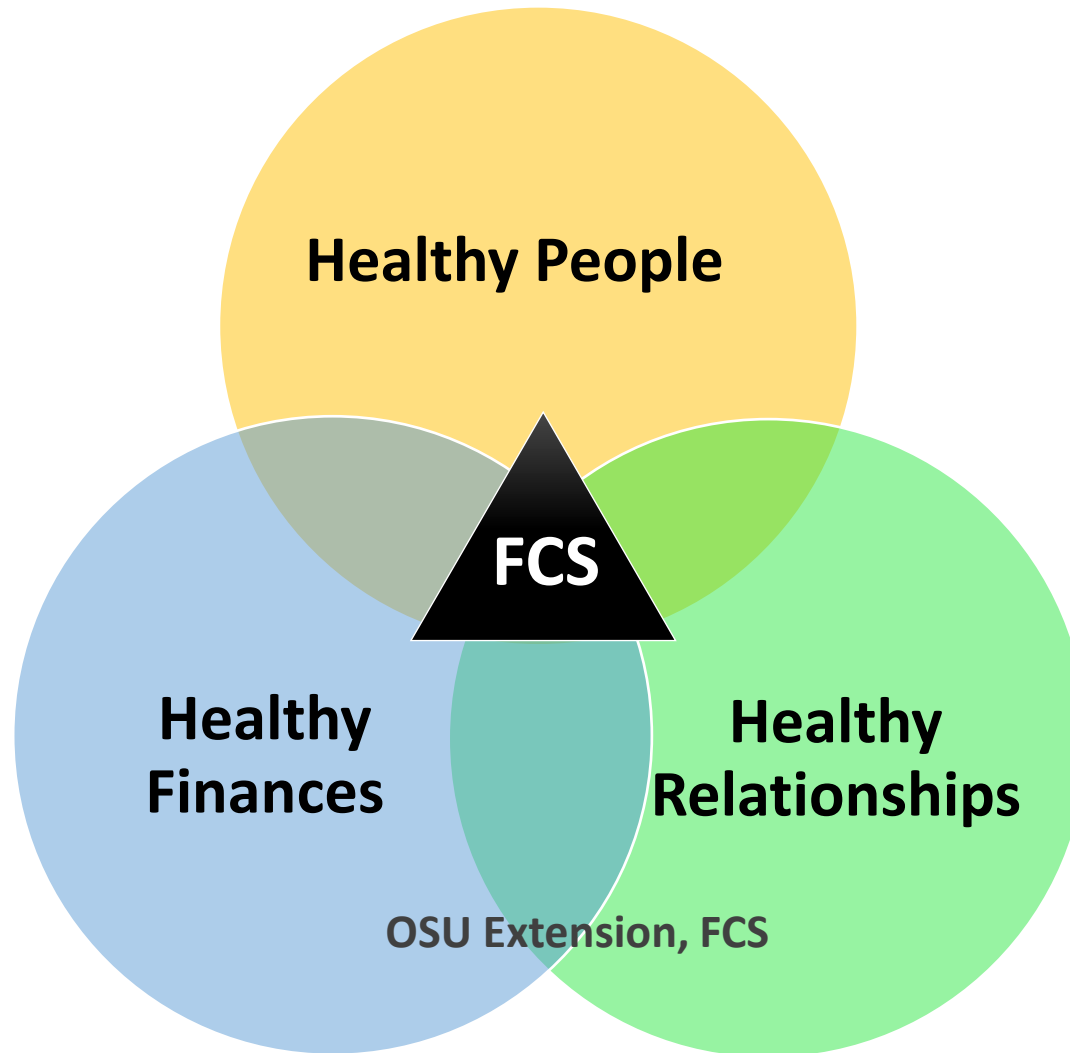 Healthy People
FCS
Healthy
Finances
Healthy
Relationships
OSU Extension, FCS